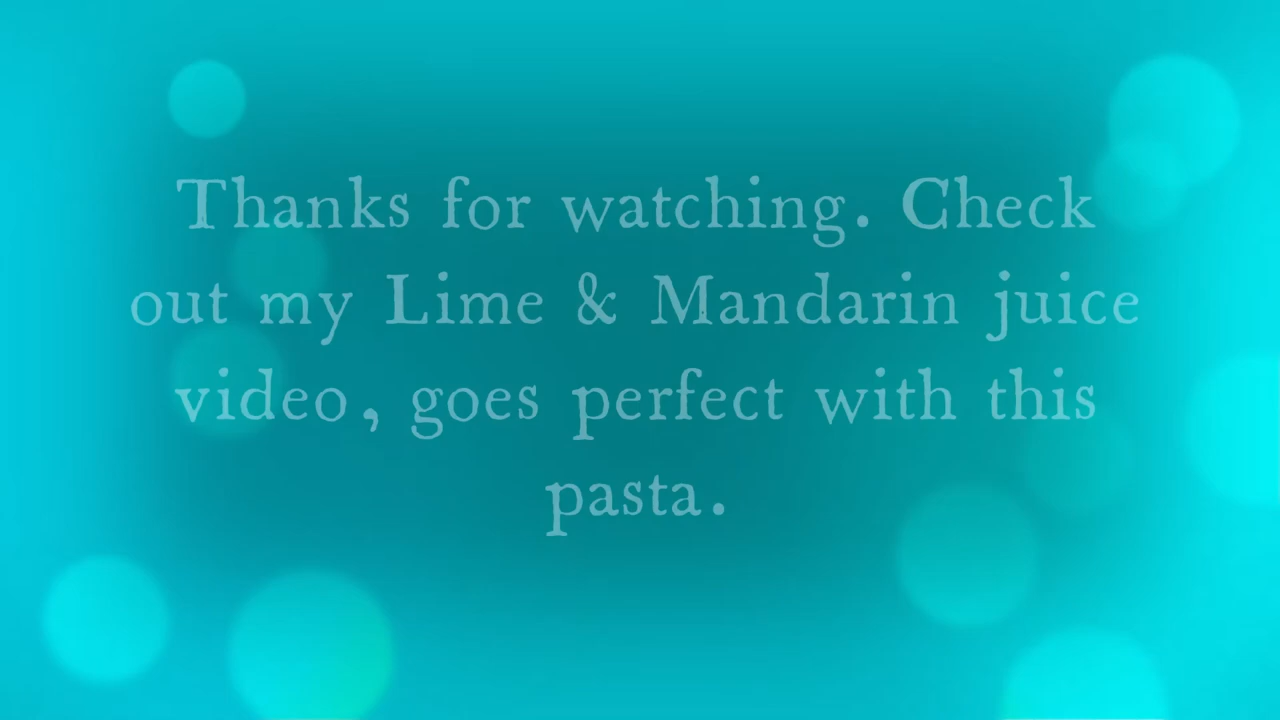 Thanks for watching. Check
out my Lime & Mandarin juice
video, goes perfect with this
pasta.